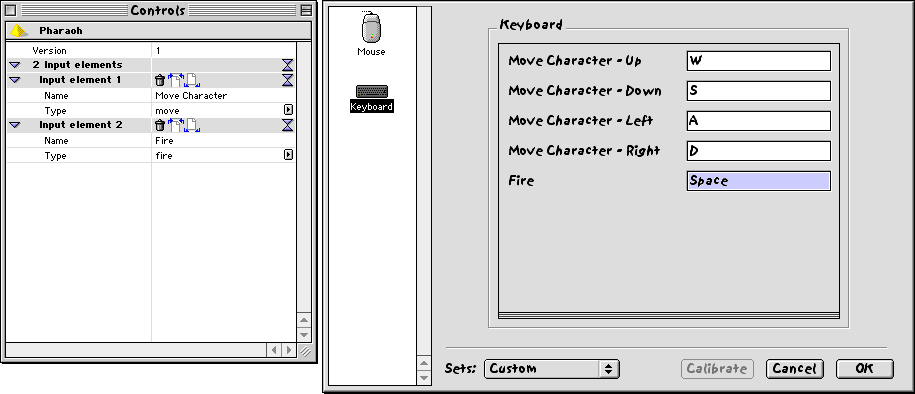 Controls
Pharaoh
Version 1
2 Input elements
Input element 1
Name Move Character
Type move
Input element 2
Name Fire
Type fire
Mouse
Keyboard
Keyboard
Move Character - Up W
Move Character - Down S
Move Character - Left A
Move Character - Right D
Fire Space
Sets: Custom Calibrate Cancel OK